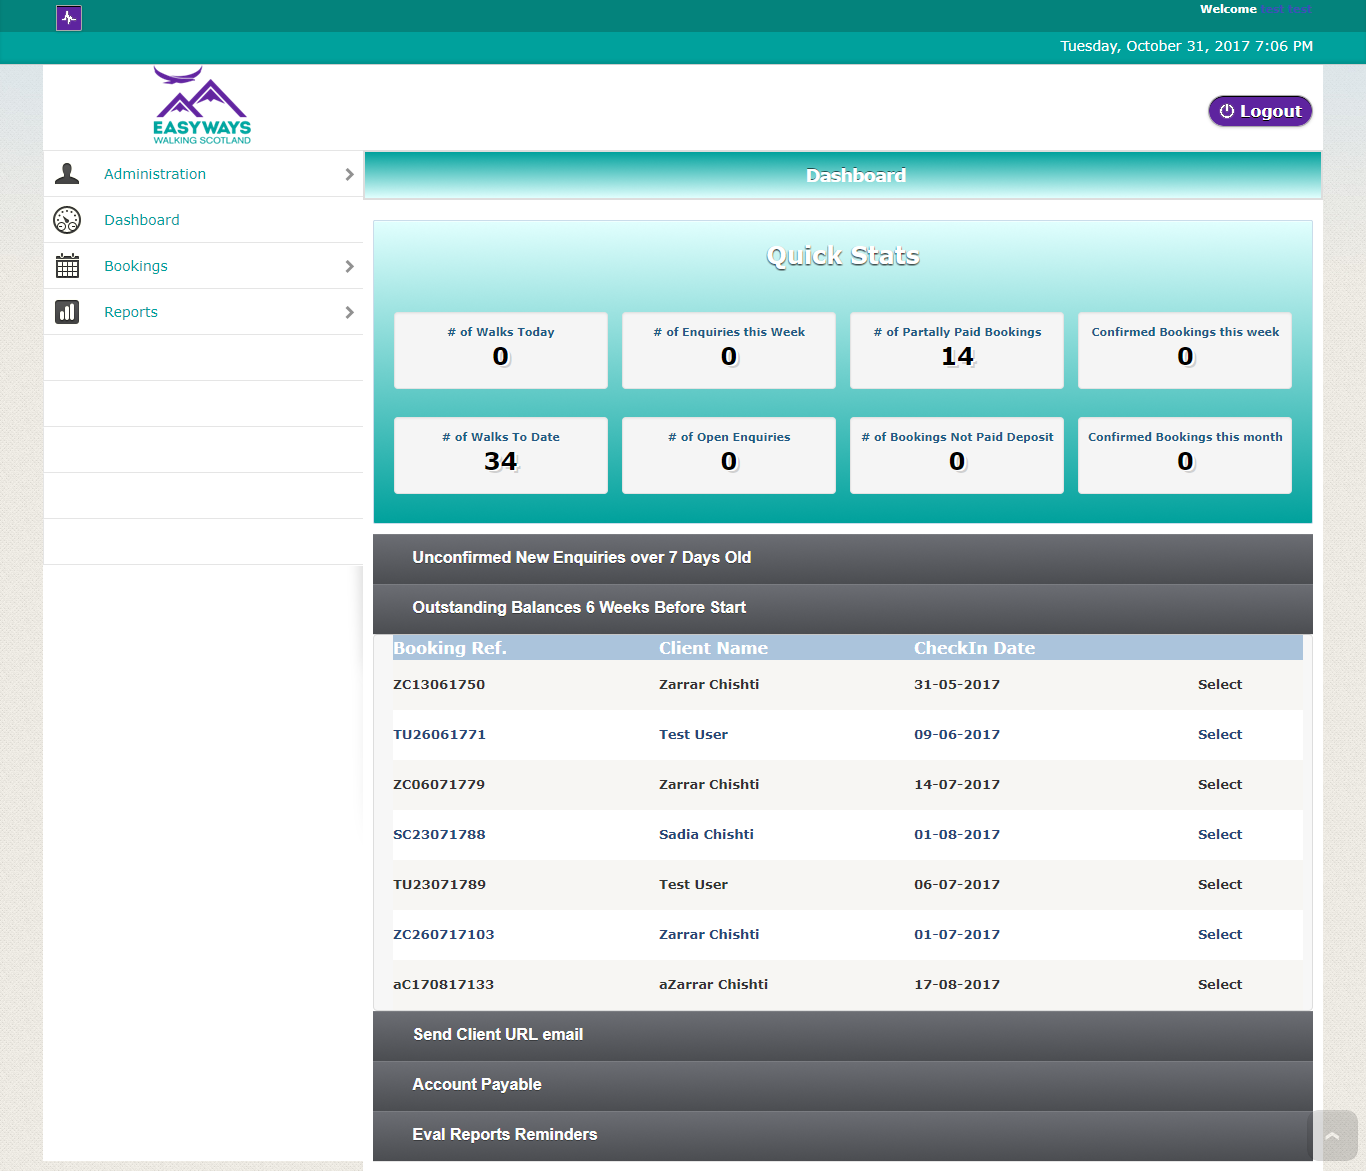 Welcome test test
Tuesday, October 31, 2017 7:06 PM
EASYWAYS
WALKING SCOTLAND
Logout
Administration
Dashboard
Bookings
Reports
Dashboard
Quick Stats
# of Walks Today
0
# of Enquiries this Week
0
# of Partally Paid Bookings
14
Confirmed Bookings this week
0
# of Walks To Date
34
# of Open Enquiries
0
# of Bookings Not Paid Deposit
0
Confirmed Bookings this month
0
Unconfirmed New Enquiries over 7 Days Old
Outstanding Balances 6 Weeks Before Start
Booking Ref. Client Name CheckIn Date
ZC13061750 Zarrar Chishti 31-05-2017 Select
TU26061771 Test User 09-06-2017 Select
ZC06071779 Zarrar Chishti 14-07-2017 Select
SC23071788 Sadia Chishti 01-08-2017 Select
TU23071789 Test User 06-07-2017 Select
ZC260717103 Zarrar Chishti 01-07-2017 Select
aC170817133 aZarrar Chishti 17-08-2017 Select
Send Client URL email
Account Payable
Eval Reports Reminders